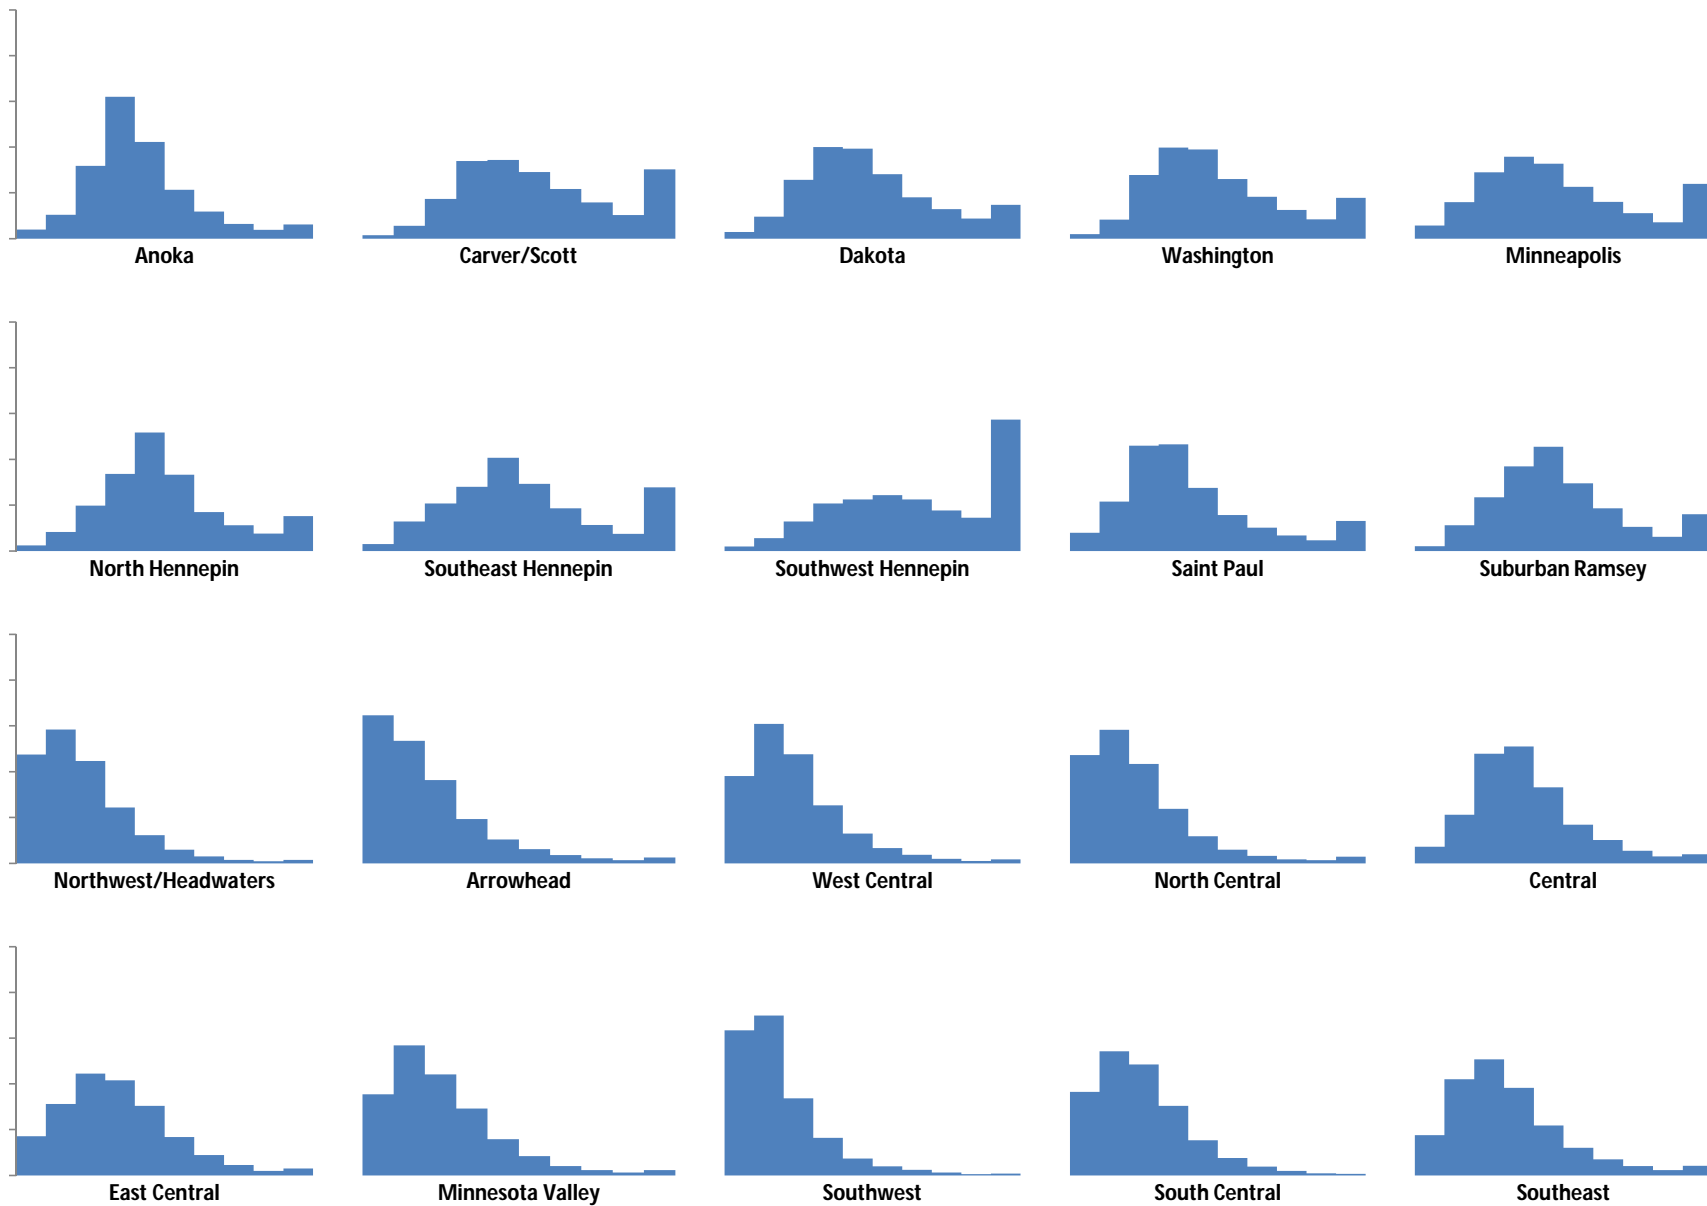 Anoka
Carver/Scott
Dakota
Washington
Minneapolis
North Hennepin
Southeast Hennepin
Southwest Hennepin
Saint Paul
Suburban Ramsey
Northwest/Headwaters
Arrowhead
West Central
North Central
Central
East Central
Minnesota Valley
Southwest
South Central
Southeast